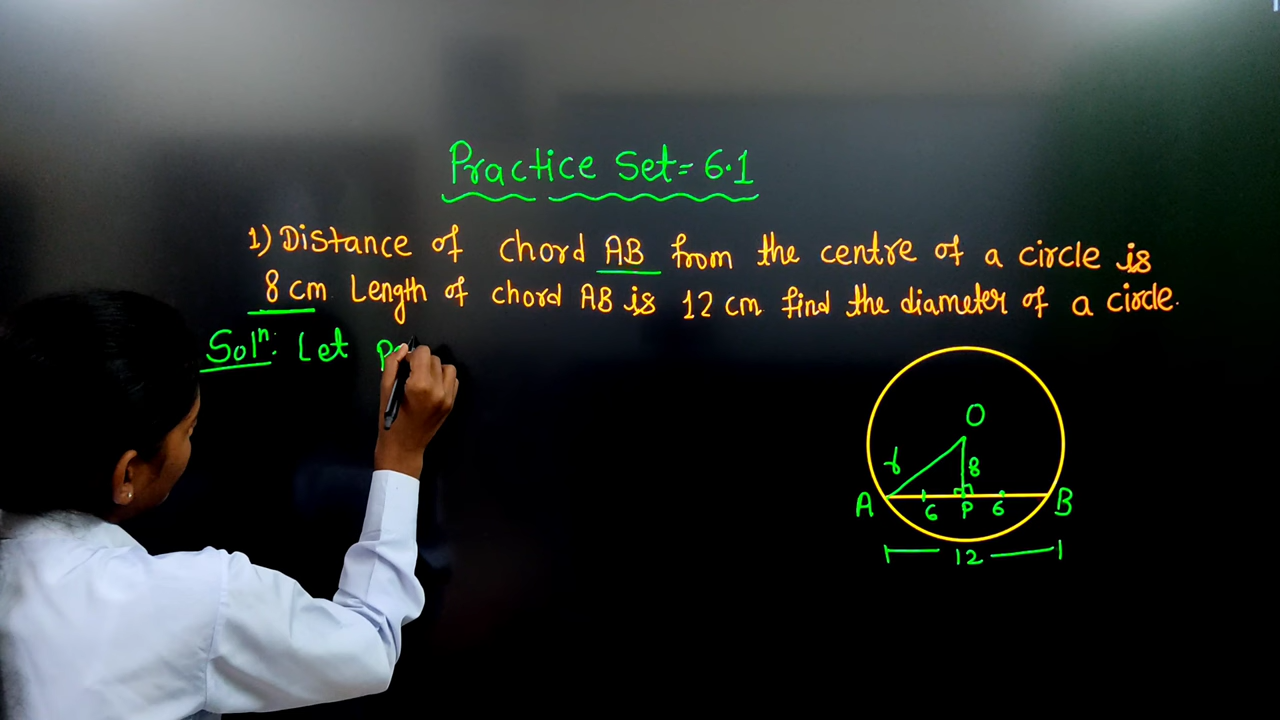 Practice Set= 6.1
1) Distance of chord AB from the centre of a circle is
8 cm Length of chord AB is 12 cm find the diameter of a circle.
Solⁿ: Let
O
r
8
A
6
P
6
B
12